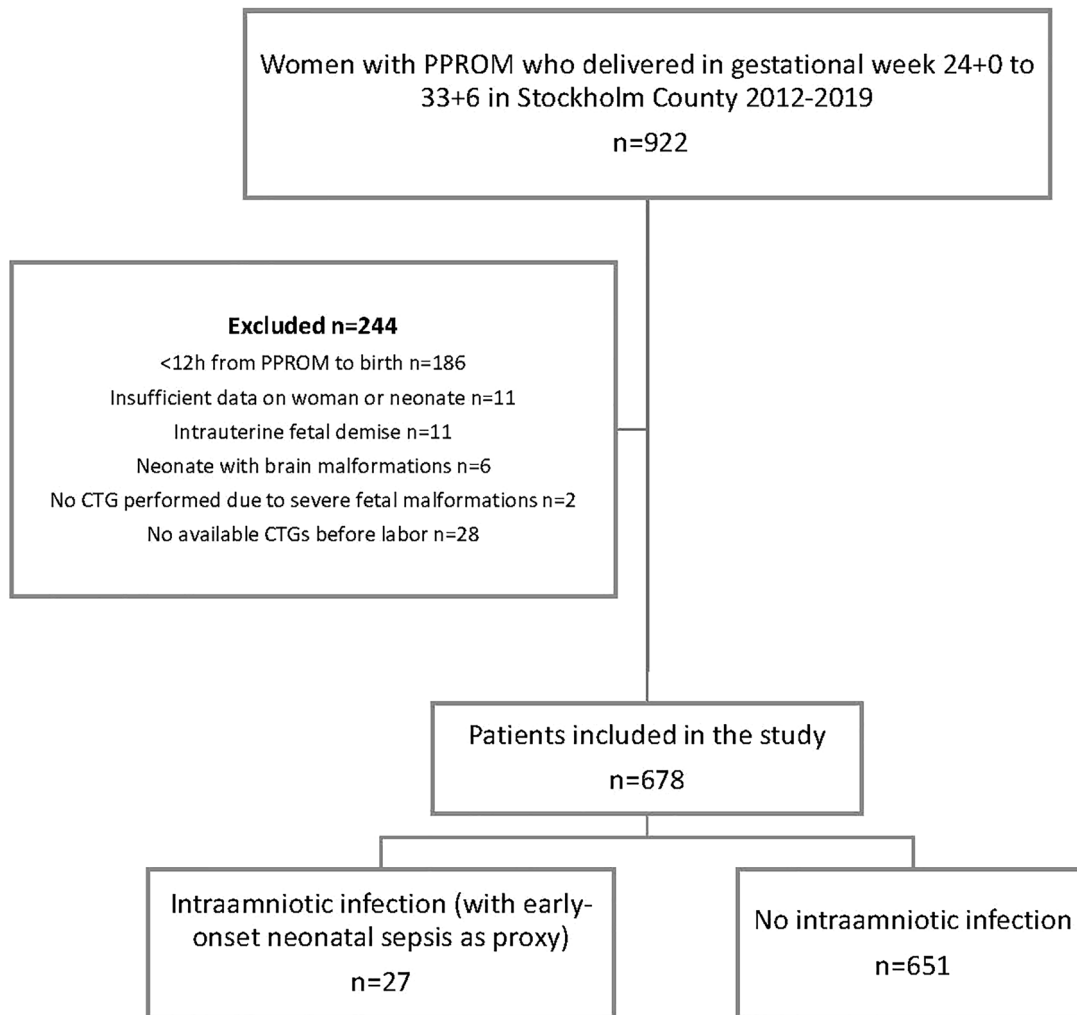 Women with PPROM who delivered in gestational week 24+0 to
33+6 in Stockholm County 2012-2019
n=922
Excluded n=244
<12h from PPROM to birth n=186
Insufficient data on woman or neonate n=11
Intrauterine fetal demise n=11
Neonate with brain malformations n=6
No CTG performed due to severe fetal malformations n=2
No available CTGs before labor n=28
Patients included in the study
n=678
Intraamniotic infection (with early-
onset neonatal sepsis as proxy)
n=27
No intraamniotic infection
n=651